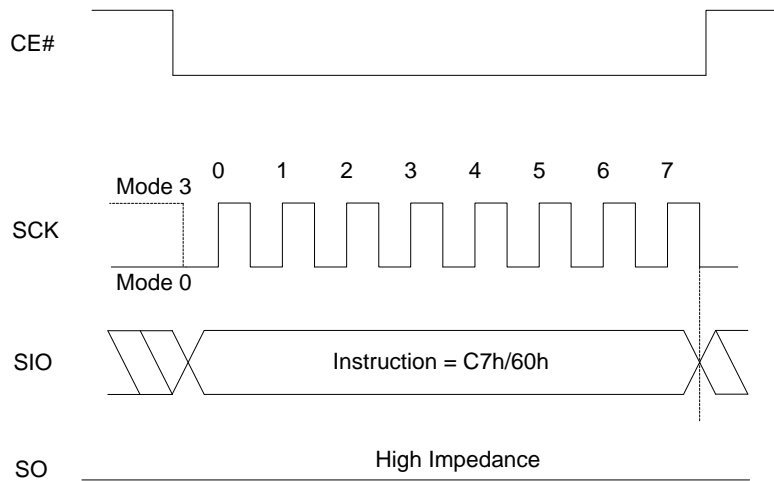 CE#
0 1 2 3 4 5 6 7
Mode 3
SCK
Mode 0
SIO
Instruction = C7h/60h
High Impedance
SO